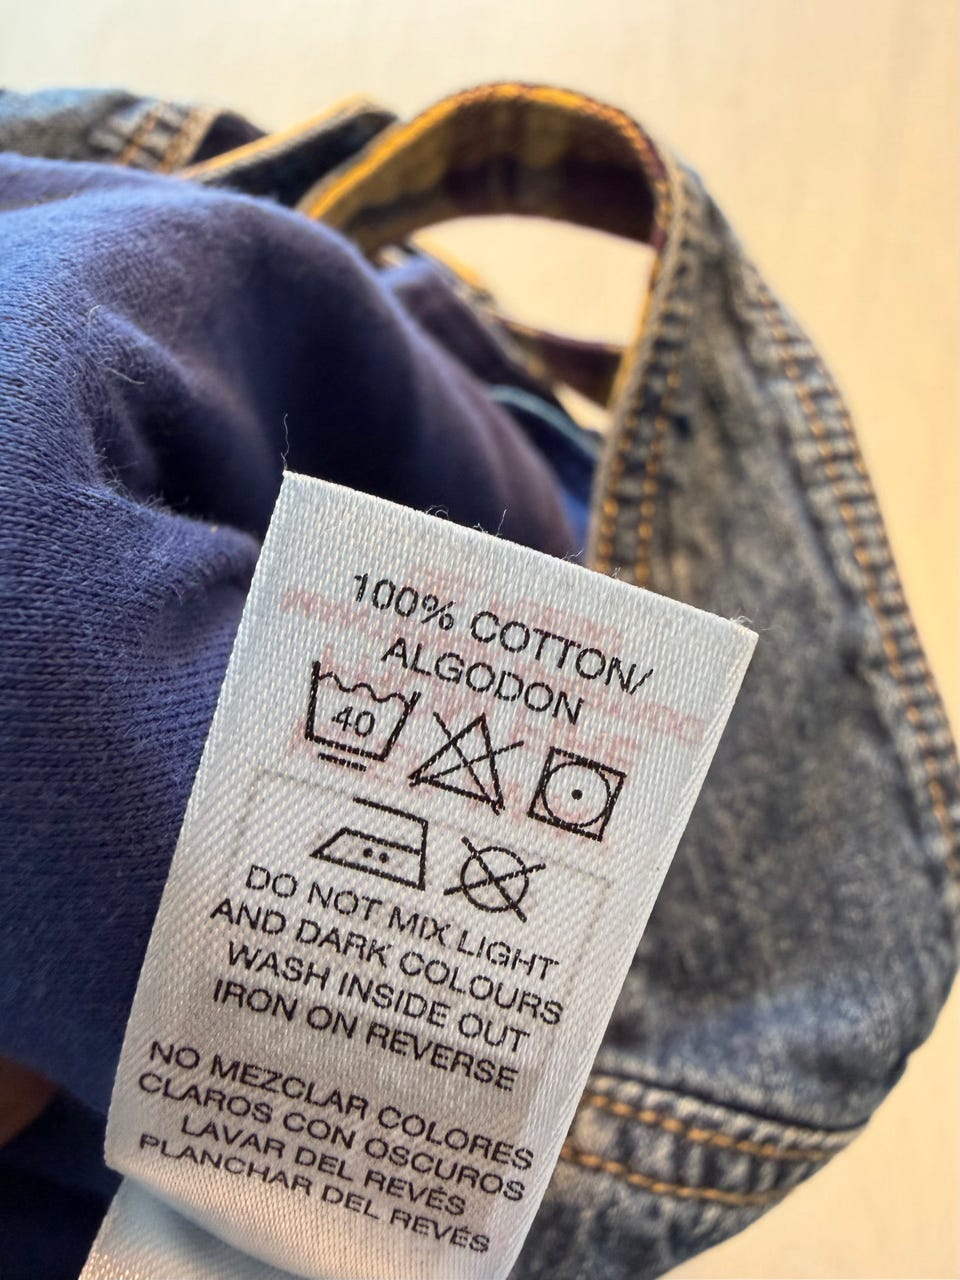 100% COTTON/
ALGODON
40
DO NOT MIX LIGHT
AND DARK COLOURS
WASH INSIDE OUT
IRON ON REVERSE
NO MEZCLAR COLORES
CLAROS CON OSCUROS
LAVAR DEL REVÉS
PLANCHAR DEL REVÉS